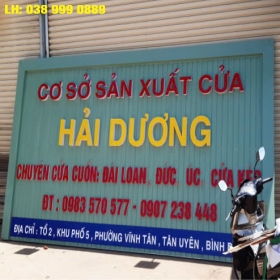 LH: 038 999 0889
CƠ SỞ SẢN XUẤT CỬA
HẢI DƯƠNG
CHUYÊN CỬA CUỐN: ĐÀI LOAN, ĐỨC, ÚC, CỬA KÉO
ĐT : 0983 570 577 - 0907 238 448
ĐỊA CHỈ : TỔ 2, KHU PHỐ 5, PHƯỜNG VĨNH TÂN, TÂN UYÊN, BÌNH